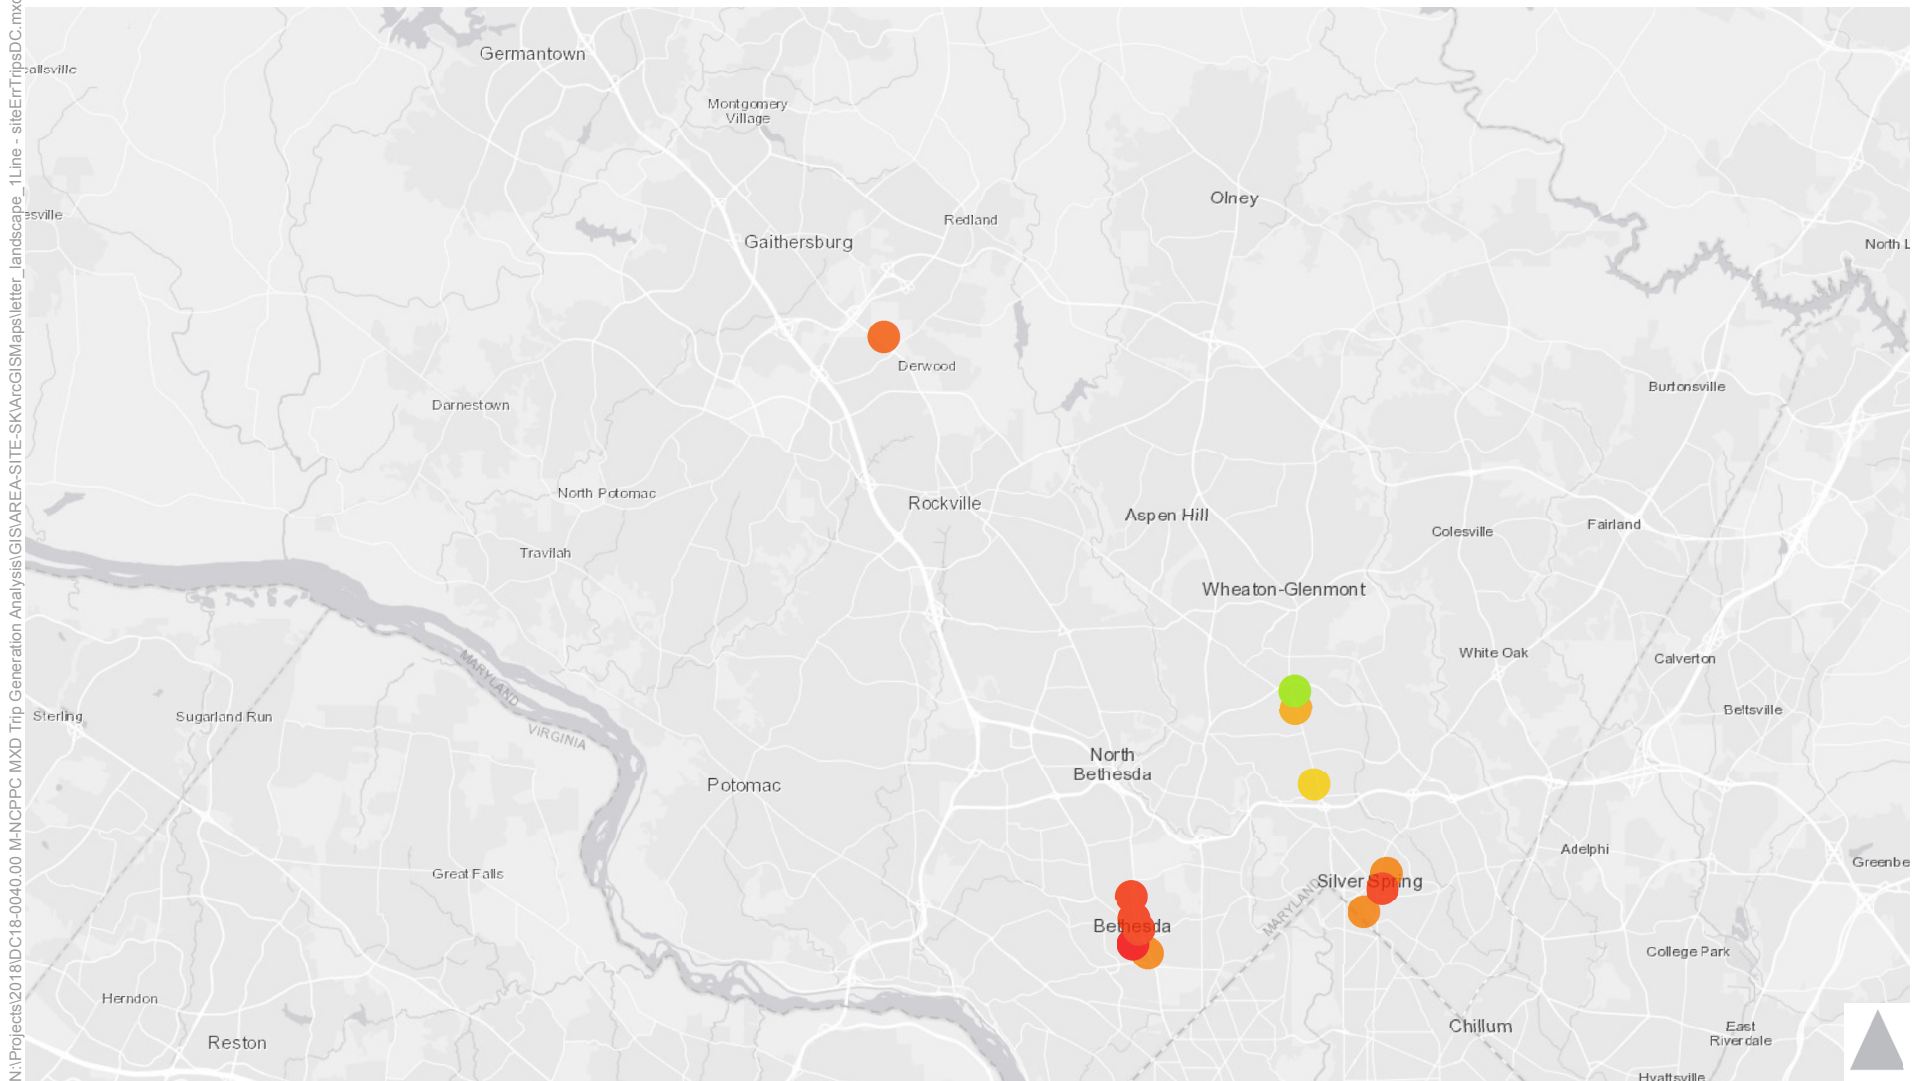 N:\Projects\2018\DC18-0040.00 M-NCPPC MXD Trip Generation Analysis\GIS\AREA-SITE-SK\ArcGISMaps\letter_landscape_1Line - siteErrTripsDC.mxd
Germantown
eallsville
Montgomery
Village
Olney
esville
Redland
Gaithersburg
North L
Derwood
Burtonsville
Darnestown
North Potomac
Rockville
Aspen Hill
Fairland
Colesville
Travilah
Wheaton-Glenmont
White Oak
Calverton
MARYLAND
VIRGINIA
Sterling
Sugarland Run
Beltsville
North
Bethesda
Potomac
Adelphi
Greenbe
Great Falls
Silver Spring
MARYLAND
Bethesda
College Park
Herndon
Reston
Chillum
East
Riverdale
Hyattsville